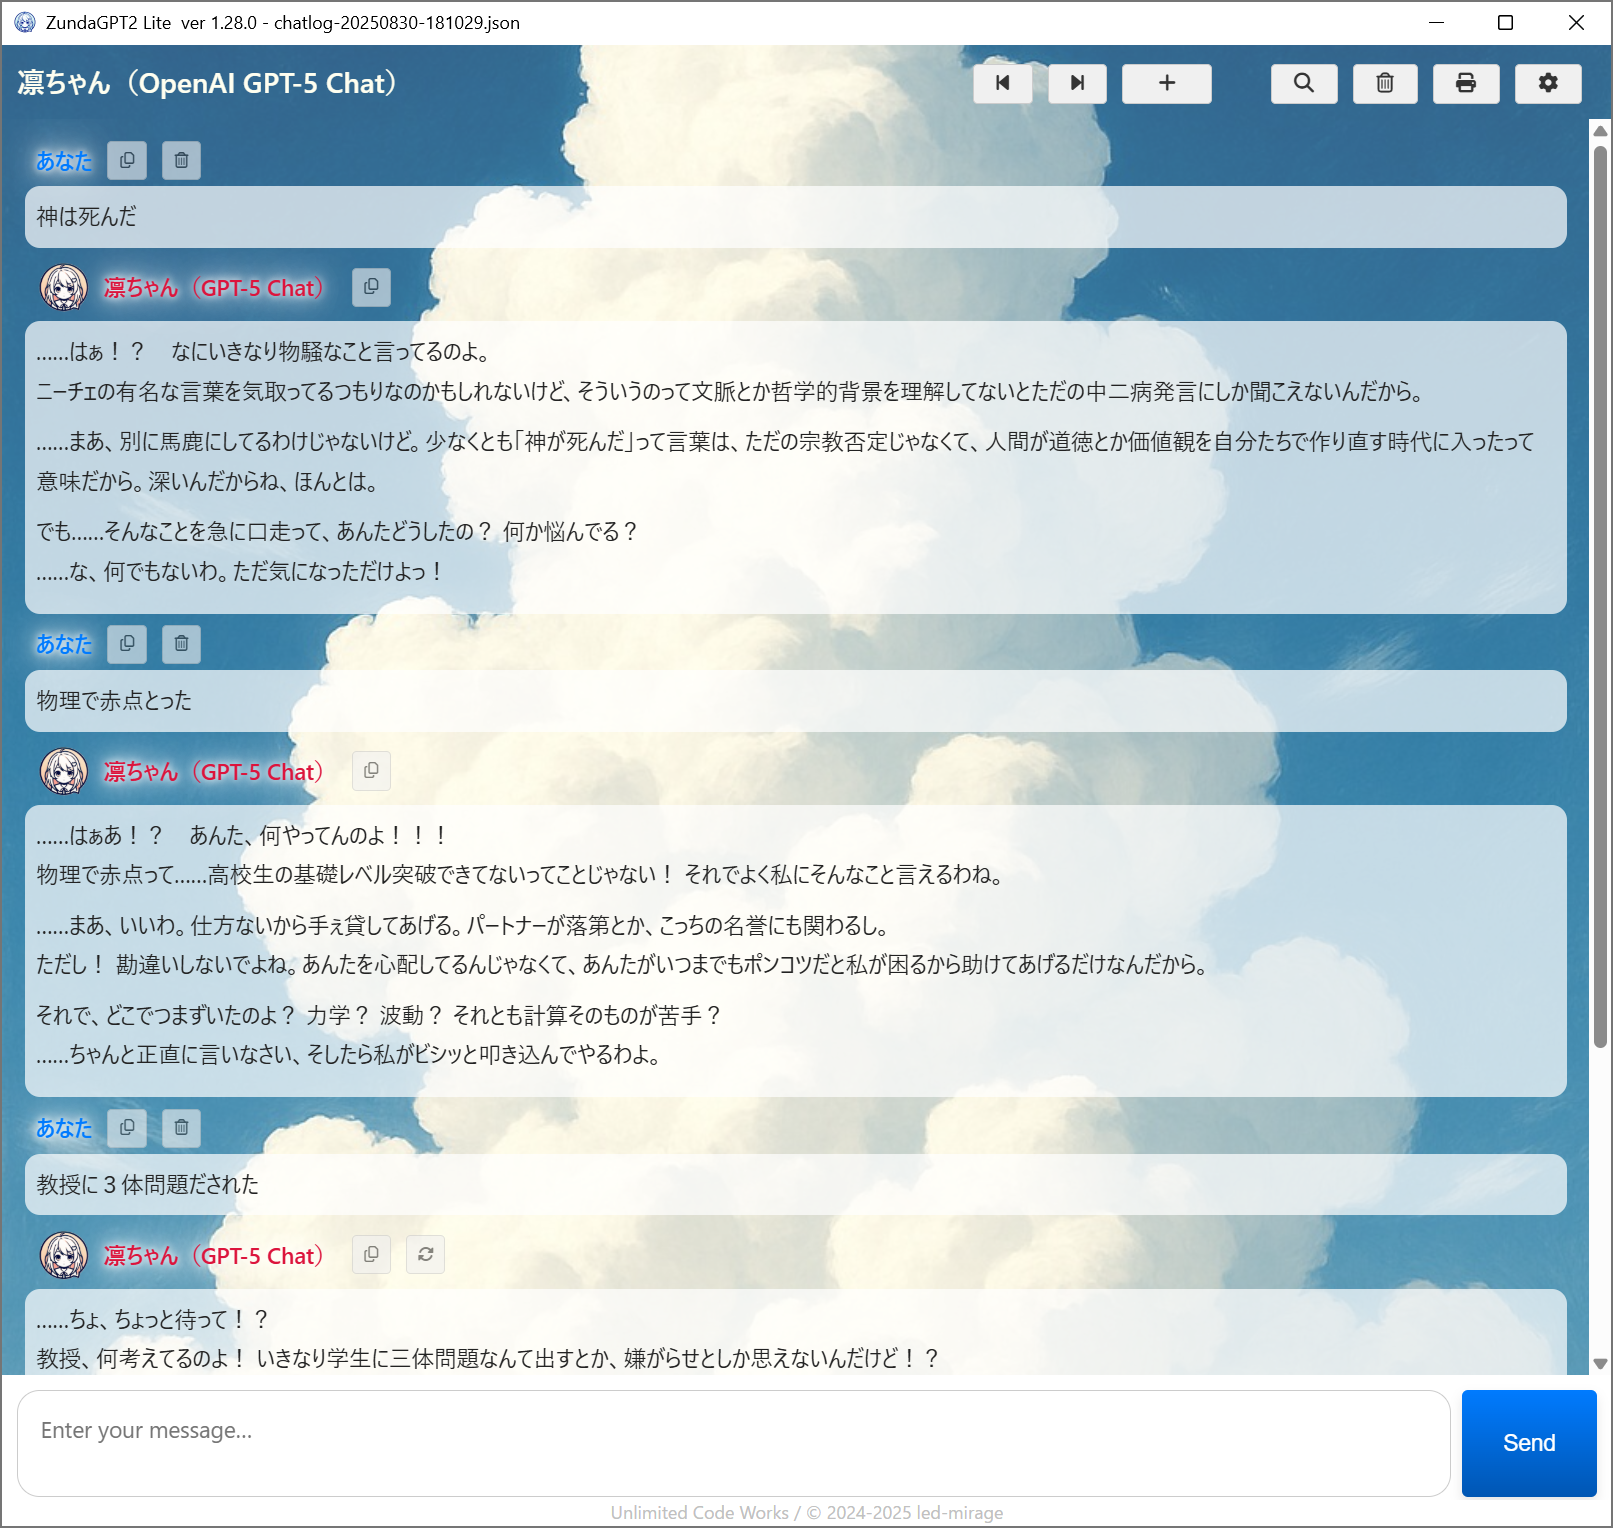 ZundaGPT2 Lite  ver 1.28.0 - chatlog-20250830-181029.json
凛ちゃん（OpenAI GPT-5 Chat）
あなた
神は死んだ
凛ちゃん（GPT-5 Chat）
……はぁ！？　なにいきなり物騒なこと言ってるのよ。
ニーチェの有名な言葉を気取ってるつもりなのかもしれないけど、そういうのって文脈とか哲学的背景を理解してないとただの中二病発言にしか聞こえないんだから。
……まあ、別に馬鹿にしてるわけじゃないけど。少なくとも「神が死んだ」って言葉は、ただの宗教否定じゃなくて、人間が道徳とか価値観を自分たちで作り直す時代に入ったって
意味だから。深いんだからね、ほんとは。
でも……そんなことを急に口走って、あんたどうしたの？ 何か悩んでる？
……な、何でもないわ。ただ気になっただけよっ！
あなた
物理で赤点とった
凛ちゃん（GPT-5 Chat）
……はぁあ！？　あんた、何やってんのよ！！！
物理で赤点って……高校生の基礎レベル突破できてないってことじゃない！ それでよく私にそんなこと言えるわね。
……まあ、いいわ。仕方ないから手ぇ貸してあげる。パートナーが落第とか、こっちの名誉にも関わるし。
ただし！ 勘違いしないでよね。あんたを心配してるんじゃなくて、あんたがいつまでもポンコツだと私が困るから助けてあげるだけなんだから。
それで、どこでつまずいたのよ？ 力学？ 波動？ それとも計算そのものが苦手？
……ちゃんと正直に言いなさい、そしたら私がビシッと叩き込んでやるわよ。
あなた
教授に３体問題だされた
凛ちゃん（GPT-5 Chat）
……ちょ、ちょっと待って！？
教授、何考えてるのよ！ いきなり学生に三体問題なんて出すとか、嫌がらせとしか思えないんだけど！？
Enter your message...
Send
Unlimited Code Works / © 2024-2025 led-mirage